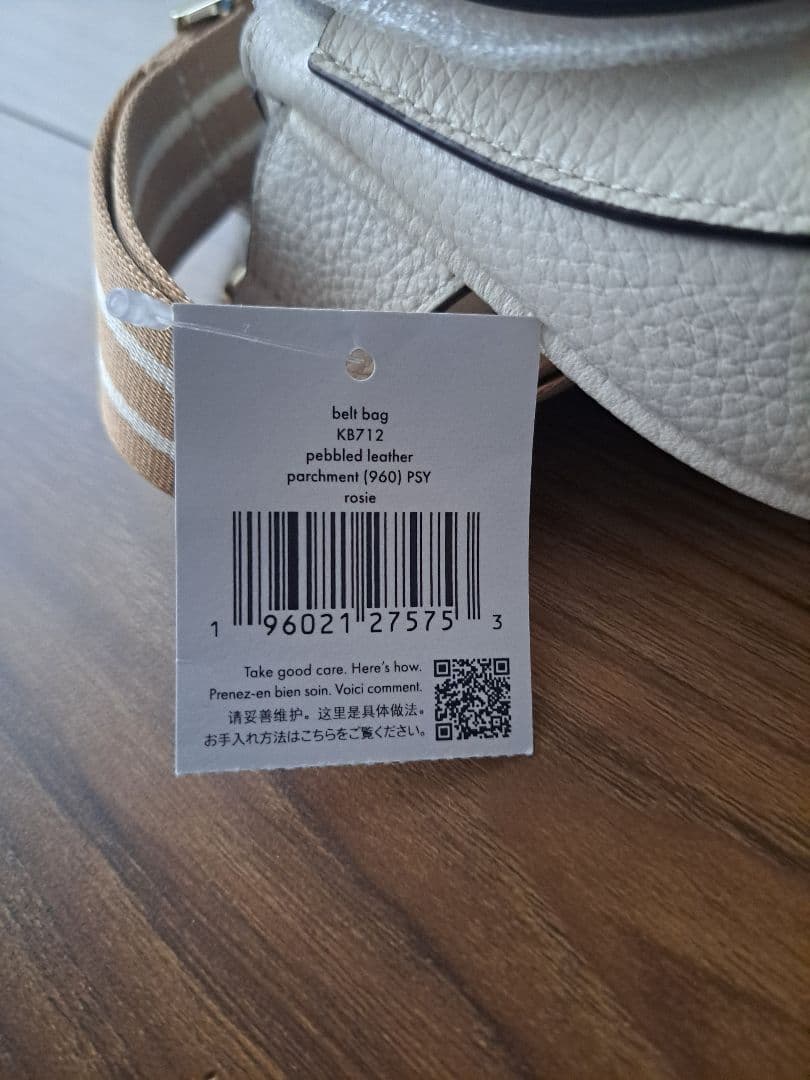 belt bag
KB712
pebbled leather
parchment (960) PSY
rosie
1 96021 27575 3
Take good care. Here's how.
Prenez-en bien soin. Voici comment.
请妥善维护。这里是具体做法。
お手入れ方法はこちらをご覧ください。